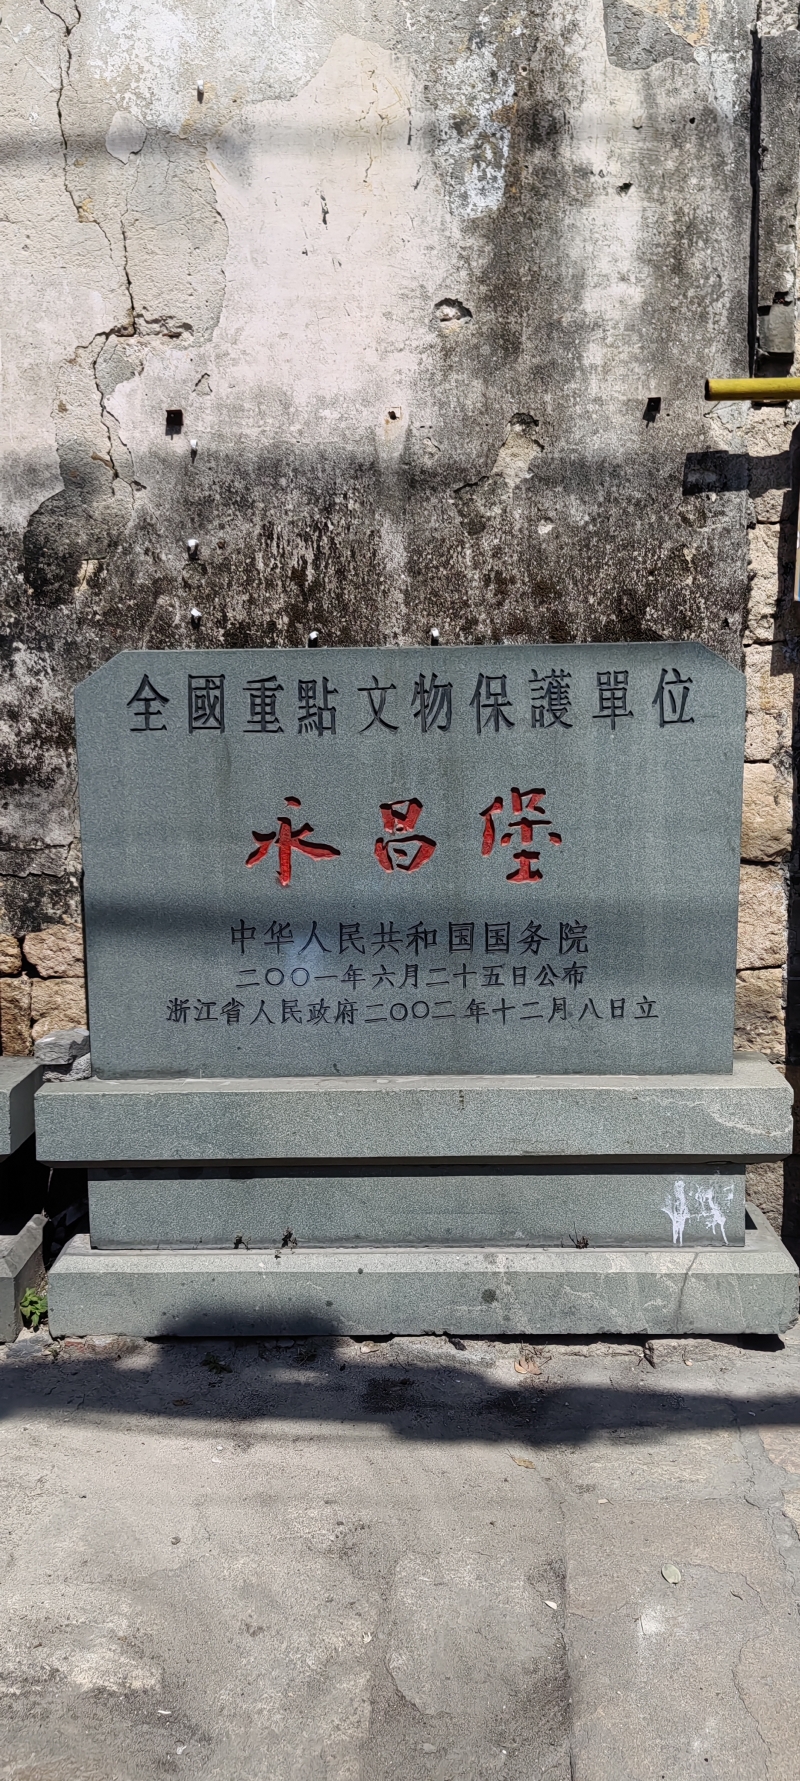 全國重點文物保護單位
永昌堡
中华人民共和国国务院
二〇〇一年六月二十五日公布
浙江省人民政府二〇〇二年十二月八日立